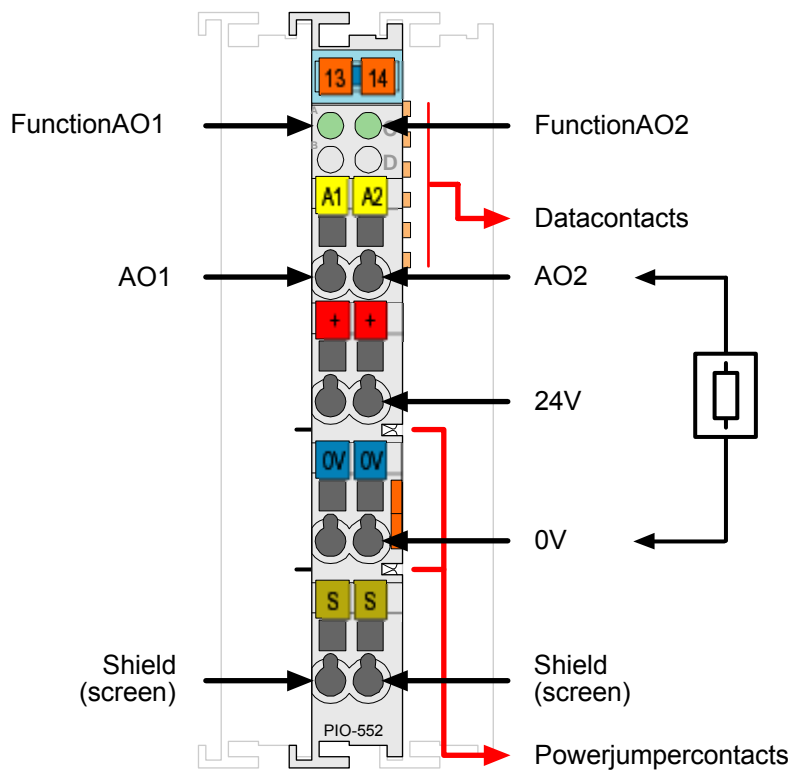 13 14
A
C
FunctionAO1
FunctionAO2
B
D
A1 A2
Datacontacts
AO1
AO2
+ +
24V
0V 0V
0V
S S
Shield
(screen)
Shield
(screen)
PIO-552
Powerjumpercontacts